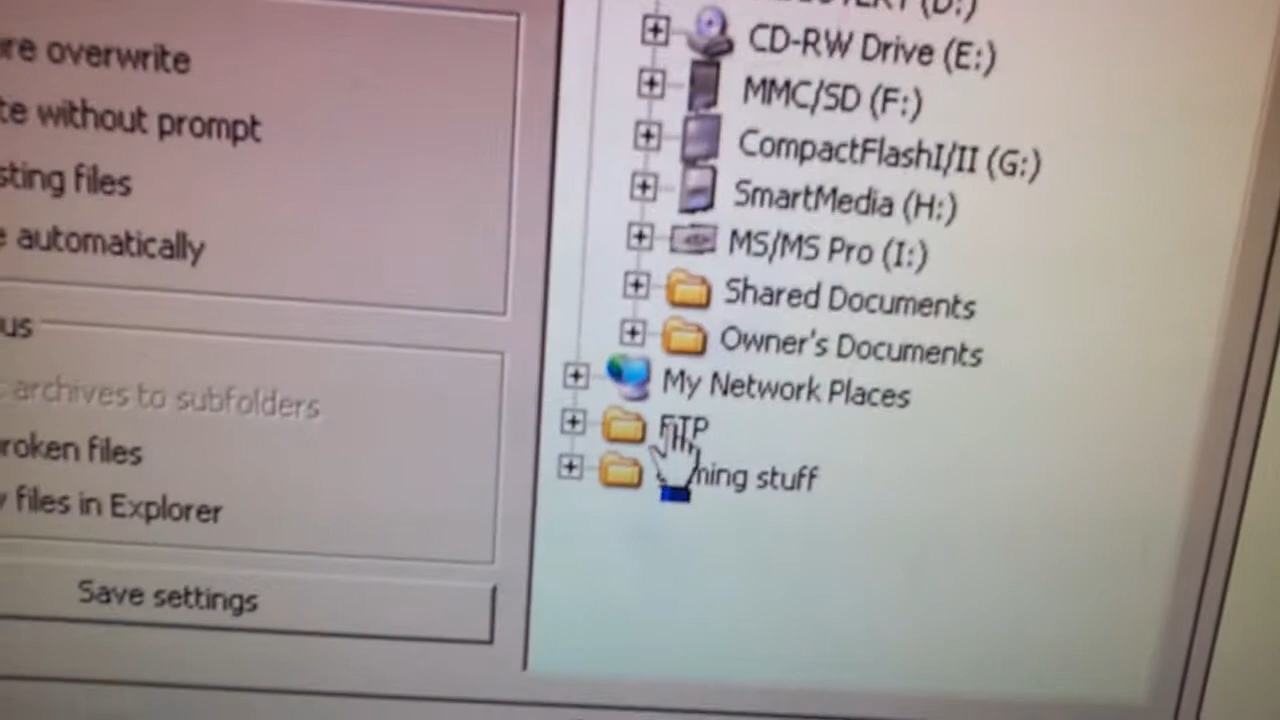 re overwrite
te without prompt
sting files
e automatically
us
archives to subfolders
roken files
files in Explorer
Save settings
(D:)
CD-RW Drive (E:)
MMC/SD (F:)
CompactFlashI/II (G:)
SmartMedia (H:)
MS/MS Pro (I:)
Shared Documents
Owner's Documents
My Network Places
FTP
ning stuff